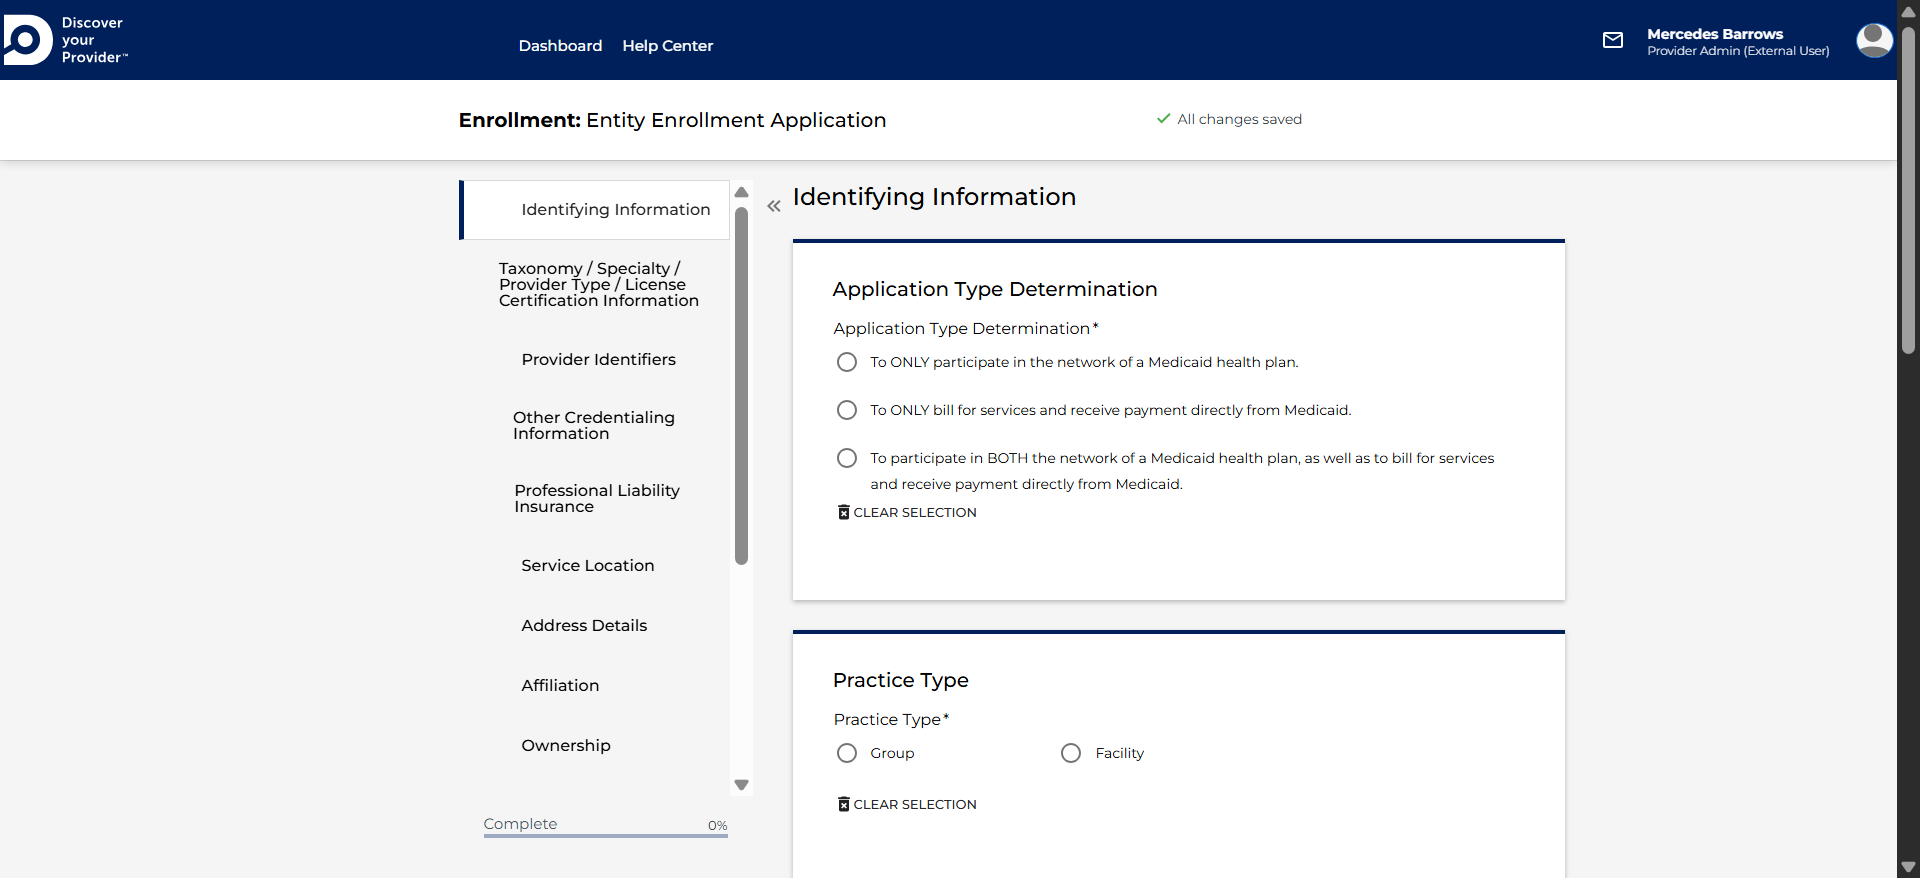 Discover
your
Provider™
Dashboard
Help Center
Mercedes Barrows
Provider Admin (External User)
Enrollment: Entity Enrollment Application
All changes saved
Identifying Information
Taxonomy / Specialty /
Provider Type / License
Certification Information
Provider Identifiers
Other Credentialing
Information
Professional Liability
Insurance
Service Location
Address Details
Affiliation
Ownership
Complete
0%
Identifying Information
Application Type Determination
Application Type Determination*
To ONLY participate in the network of a Medicaid health plan.
To ONLY bill for services and receive payment directly from Medicaid.
To participate in BOTH the network of a Medicaid health plan, as well as to bill for services
and receive payment directly from Medicaid.
CLEAR SELECTION
Practice Type
Practice Type*
Group
Facility
CLEAR SELECTION